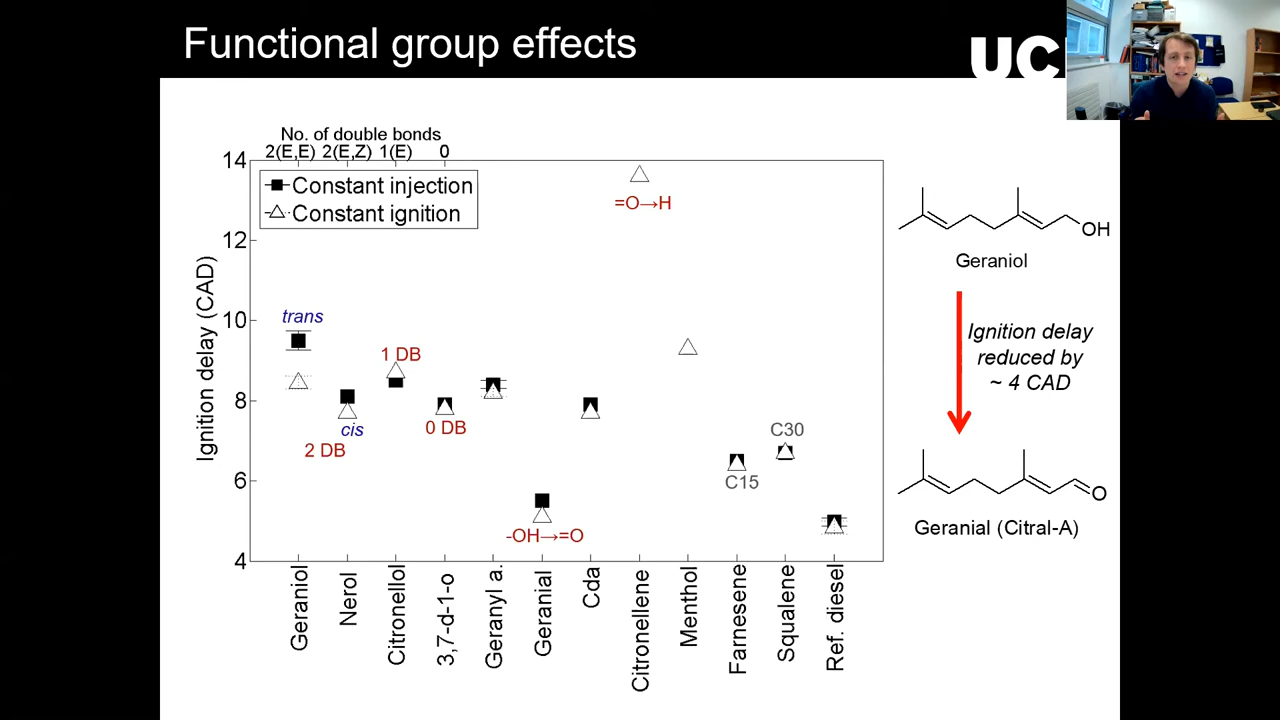 Functional group effects
UC
No. of double bonds
2(E,E) 2(E,Z) 1(E) 0
Constant injection
Constant ignition
Ignition delay (CAD)
14
12
10
8
6
4
=O→H
trans
1 DB
cis
2 DB
0 DB
-OH→=O
C30
C15
Geraniol
Nerol
Citronellol
3,7-d-1-o
Geranyl a.
Geranial
Cda
Citronellene
Menthol
Farnesene
Squalene
Ref. diesel
OH
Geraniol
Ignition delay
reduced by
~ 4 CAD
O
Geranial (Citral-A)